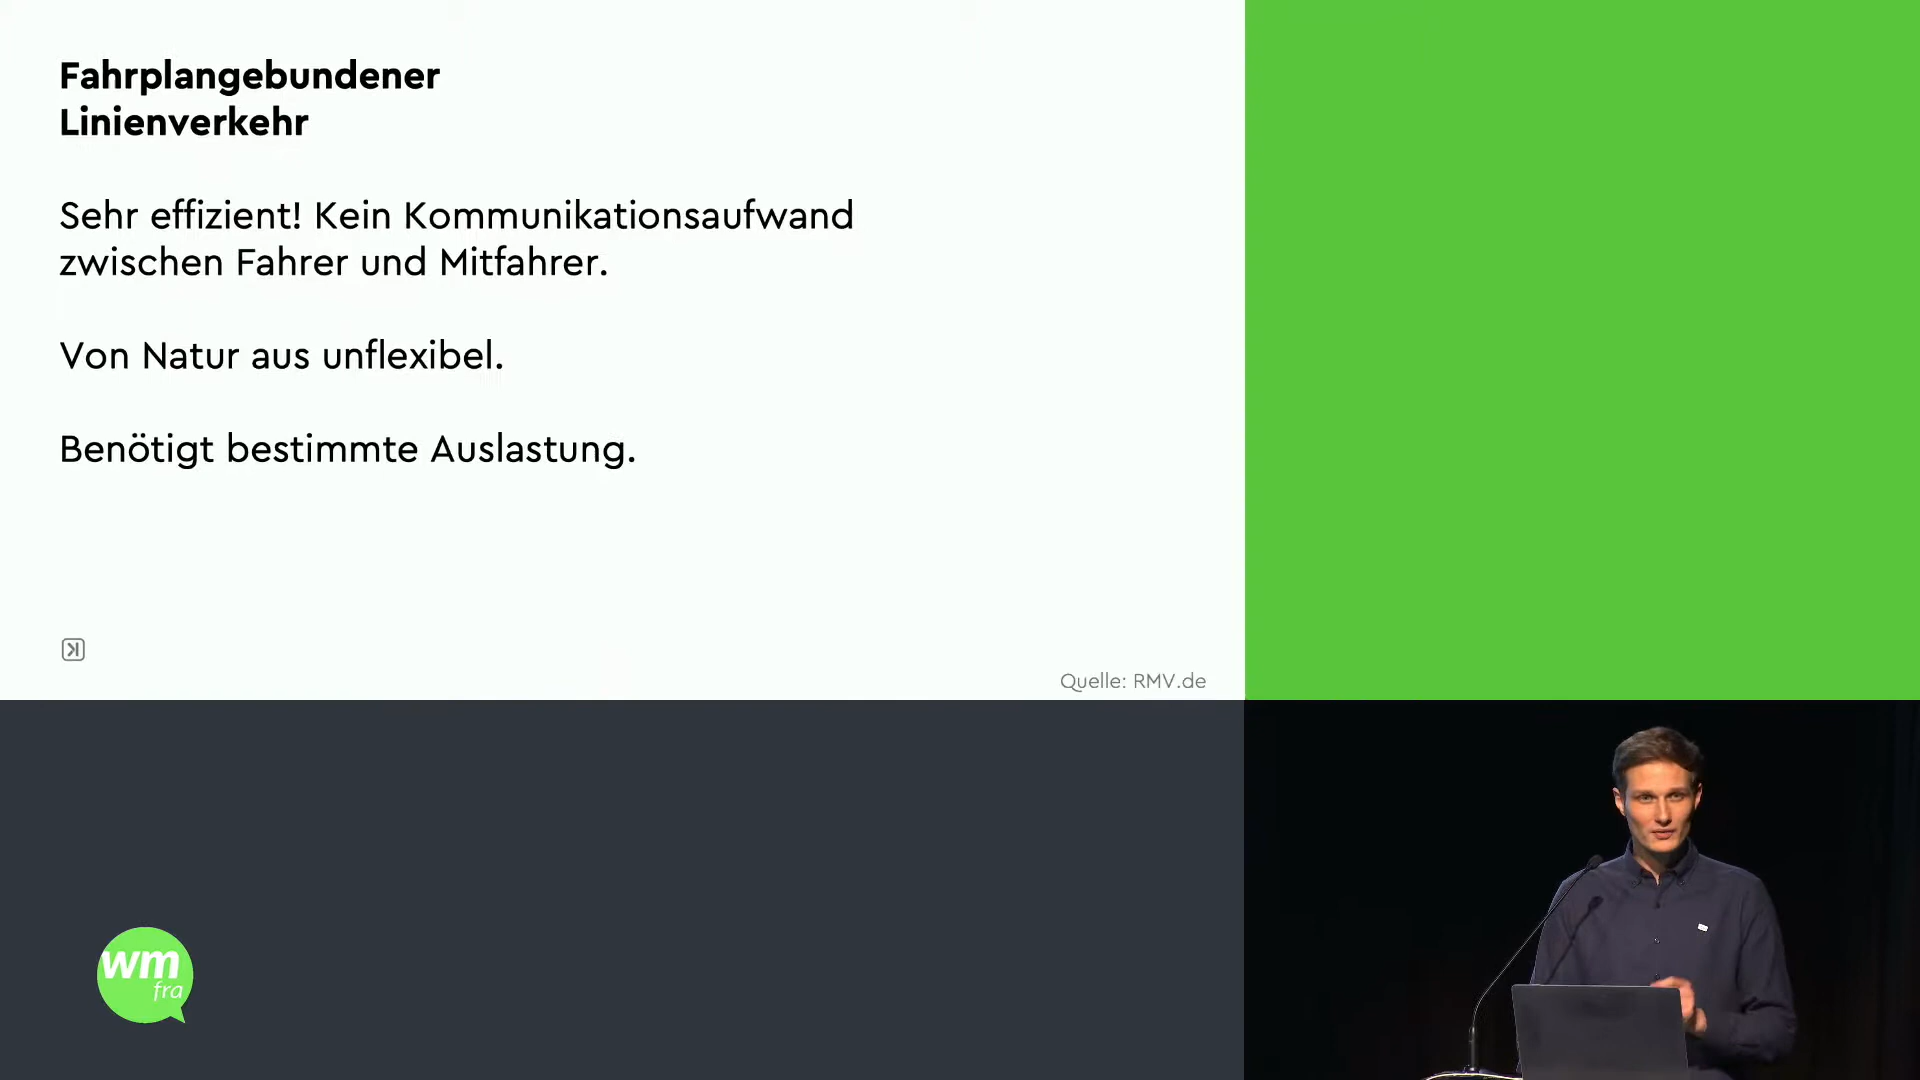 Fahrplangebundener
Linienverkehr
Sehr effizient! Kein Kommunikationsaufwand
zwischen Fahrer und Mitfahrer.
Von Natur aus unflexibel.
Benötigt bestimmte Auslastung.
Quelle: RMV.de
wm
fra